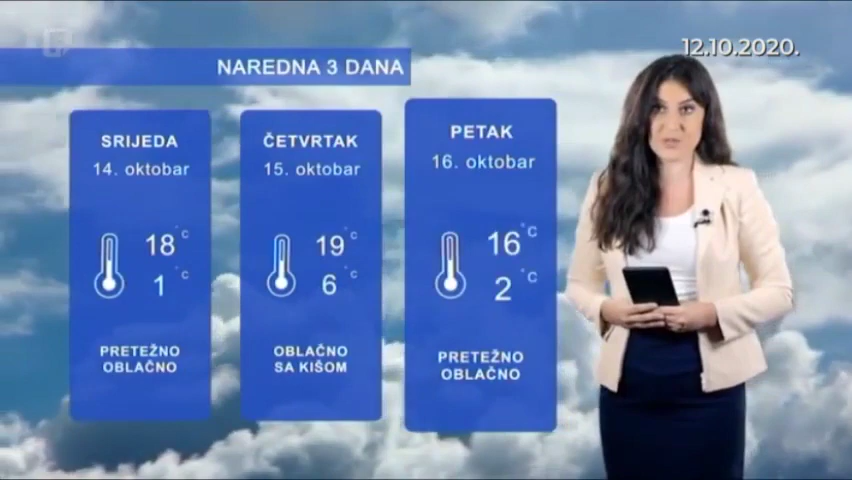 12.10.2020.
NAREDNA 3 DANA
SRIJEDA
14. oktobar
18 °C
1 °C
PRETEŽNO
OBLAČNO
ČETVRTAK
15. oktobar
19 °C
6 °C
OBLAČNO
SA KIŠOM
PETAK
16. oktobar
16 °C
2 °C
PRETEŽNO
OBLAČNO